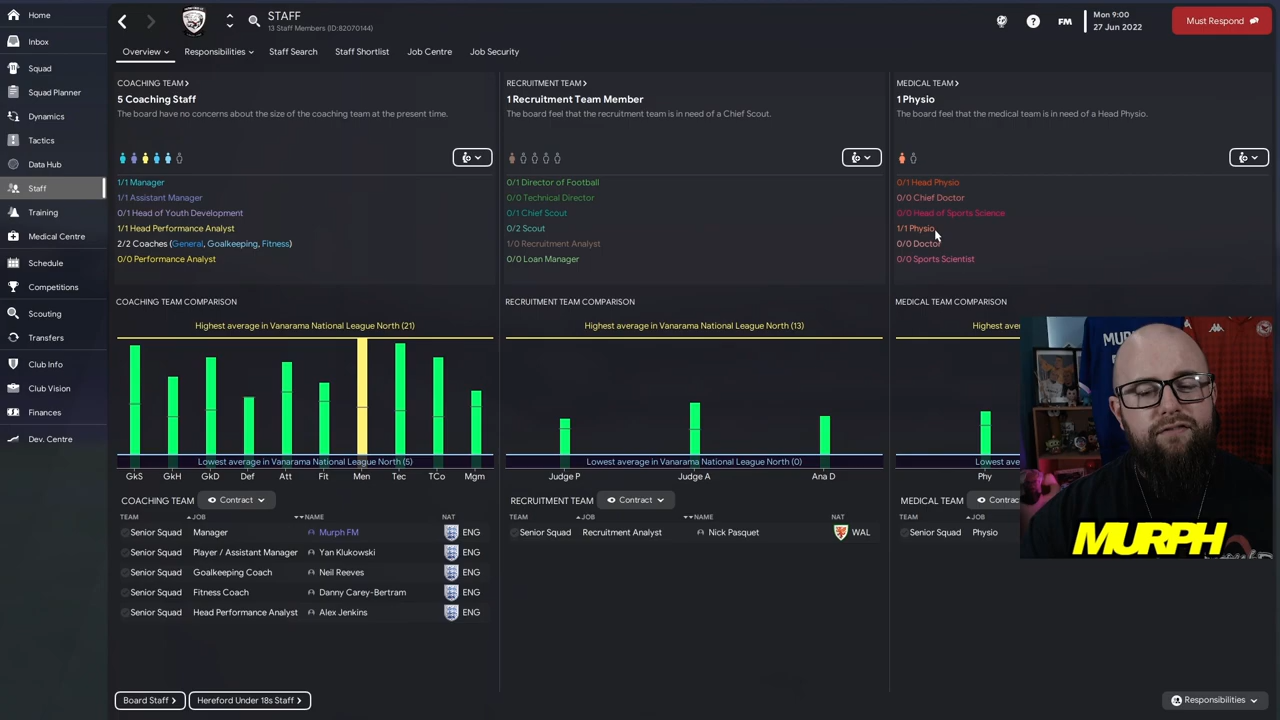 Home
Inbox
Squad
Squad Planner
Dynamics
Tactics
Data Hub
Staff
Training
Medical Centre
Schedule
Competitions
Scouting
Transfers
Club Info
Club Vision
Finances
Dev. Centre
STAFF
13 Staff Members (ID:82070144)
FM
Mon 9:00
27 Jun 2022
Must Respond
Overview
Responsibilities
Staff Search
Staff Shortlist
Job Centre
Job Security
COACHING TEAM
5 Coaching Staff
The board have no concerns about the size of the coaching team at the present time.
1/1 Manager
1/1 Assistant Manager
0/1 Head of Youth Development
1/1 Head Performance Analyst
2/2 Coaches (General, Goalkeeping, Fitness)
0/0 Performance Analyst
COACHING TEAM COMPARISON
Highest average in Vanarama National League North (21)
Lowest average in Vanarama National League North (5)
GkS GkH GkD Def Att Fit Men Tec TCo Mgm
COACHING TEAM Contract
TEAM JOB NAME NAT
Senior Squad Manager Murph FM ENG
Senior Squad Player / Assistant Manager Yan Klukowski ENG
Senior Squad Goalkeeping Coach Neil Reeves ENG
Senior Squad Fitness Coach Danny Carey-Bertram ENG
Senior Squad Head Performance Analyst Alex Jenkins ENG
RECRUITMENT TEAM
1 Recruitment Team Member
The board feel that the recruitment team is in need of a Chief Scout.
0/1 Director of Football
0/0 Technical Director
0/1 Chief Scout
0/2 Scout
1/0 Recruitment Analyst
0/0 Loan Manager
RECRUITMENT TEAM COMPARISON
Highest average in Vanarama National League North (13)
Lowest average in Vanarama National League North (0)
Judge P Judge A Ana D
RECRUITMENT TEAM Contract
TEAM JOB NAME NAT
Senior Squad Recruitment Analyst Nick Pasquet WAL
MEDICAL TEAM
1 Physio
The board feel that the medical team is in need of a Head Physio.
0/1 Head Physio
0/0 Chief Doctor
0/0 Head of Sports Science
1/1 Physio
0/0 Doctor
0/0 Sports Scientist
MEDICAL TEAM COMPARISON
Highest ave
Lowest ave
Phy
MEDICAL TEAM Contrac
TEAM JOB
Senior Squad Physio
MURPH
MURPH
Board Staff
Hereford Under 18s Staff
Responsibilities